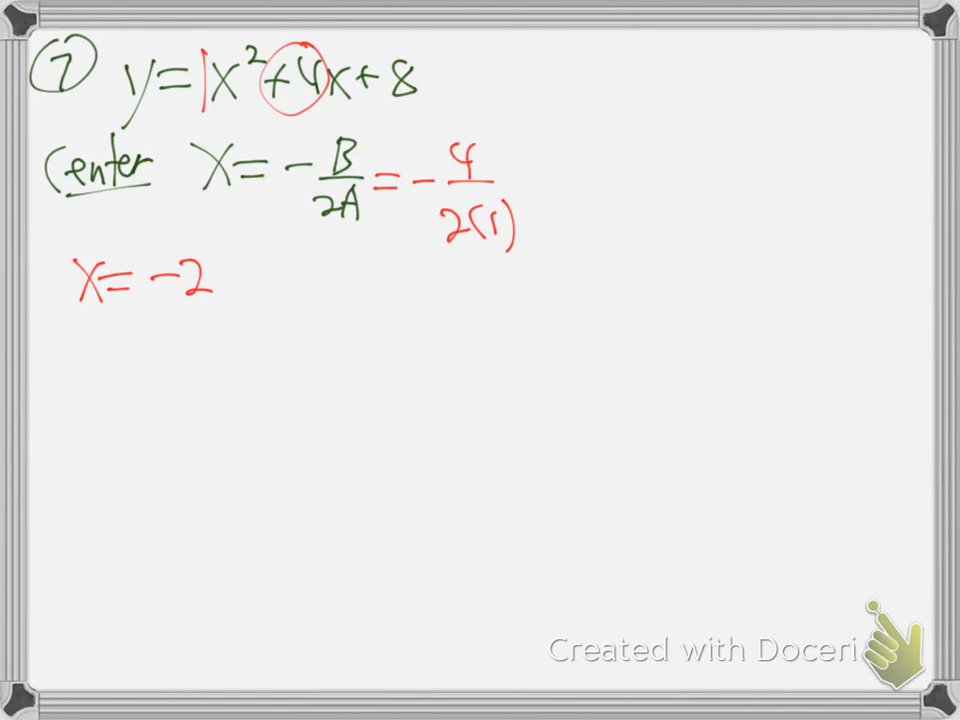 ⑦ y = 1x² + 4x + 8
Center x = - B/2A = - 4/2(1)
x = -2
Created with Doceri